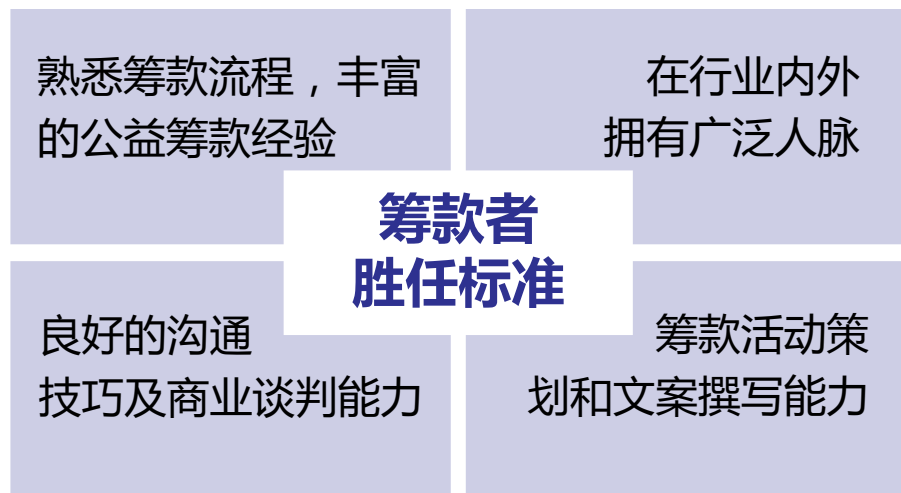 熟悉筹款流程，丰富
的公益筹款经验
在行业内外
拥有广泛人脉
筹款者
胜任标准
良好的沟通
技巧及商业谈判能力
筹款活动策
划和文案撰写能力